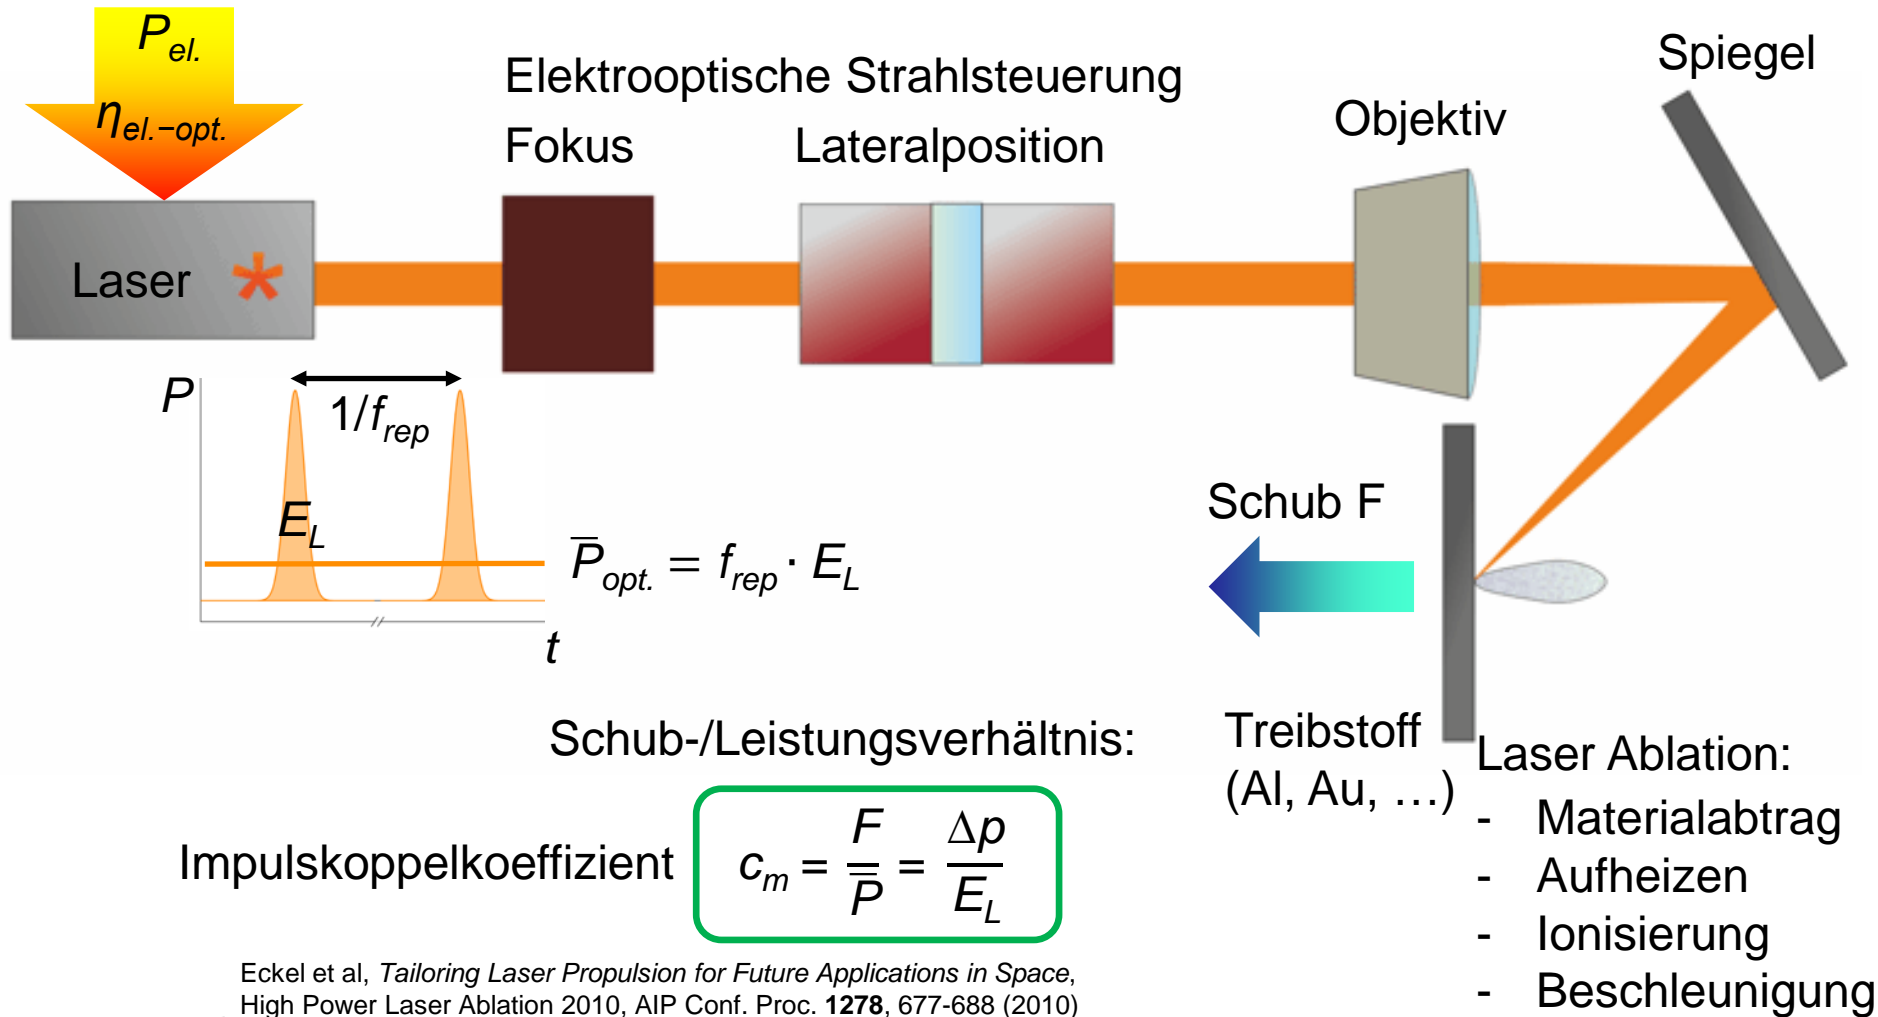 P_el.
η_el.-opt.
Elektrooptische Strahlsteuerung
Fokus
Lateralposition
Objektiv
Spiegel
Laser *
P
1/f_rep
E_L
t
P̅_opt. = f_rep · E_L
Schub F
Schub-/Leistungsverhältnis:
Treibstoff
(Al, Au, …)
Impulskoppelkoeffizient
c_m = F/P̅ = Δp/E_L
Laser Ablation:
- Materialabtrag
- Aufheizen
- Ionisierung
- Beschleunigung
Eckel et al, Tailoring Laser Propulsion for Future Applications in Space,
High Power Laser Ablation 2010, AIP Conf. Proc. 1278, 677-688 (2010)